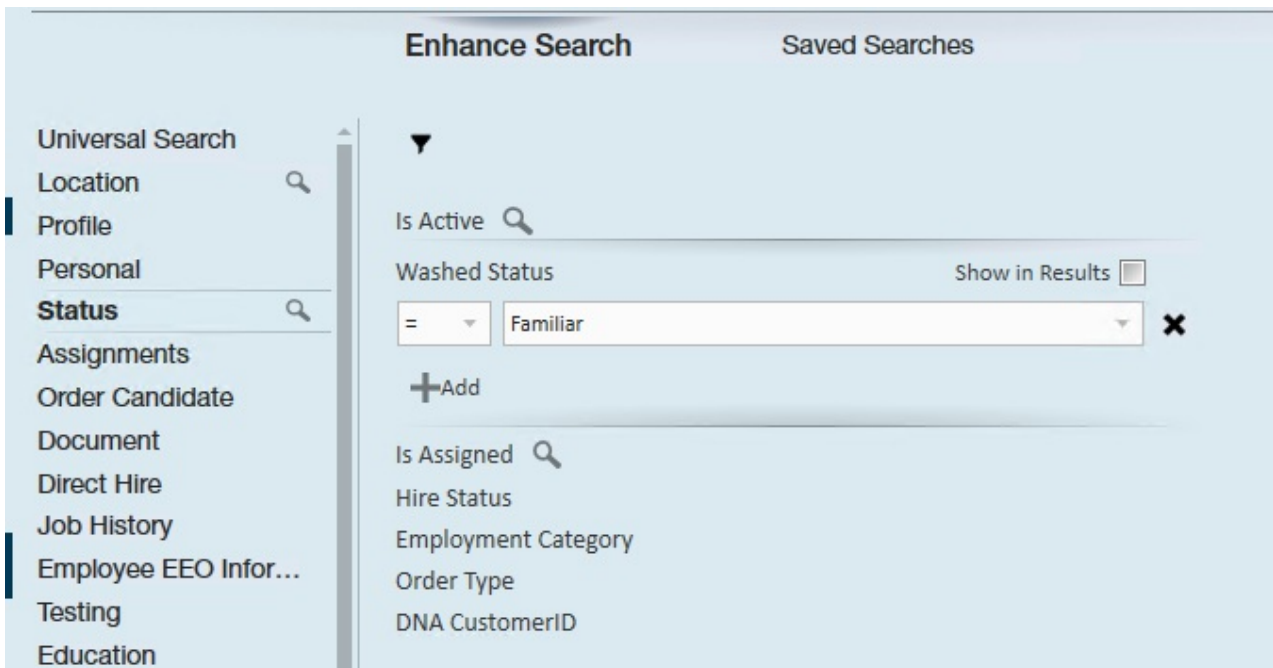 Enhance Search Saved Searches
Universal Search
Location
Profile
Personal
Status
Assignments
Order Candidate
Document
Direct Hire
Job History
Employee EEO Infor...
Testing
Education
Is Active
Washed Status Show in Results
= Familiar
Add
Is Assigned
Hire Status
Employment Category
Order Type
DNA CustomerID